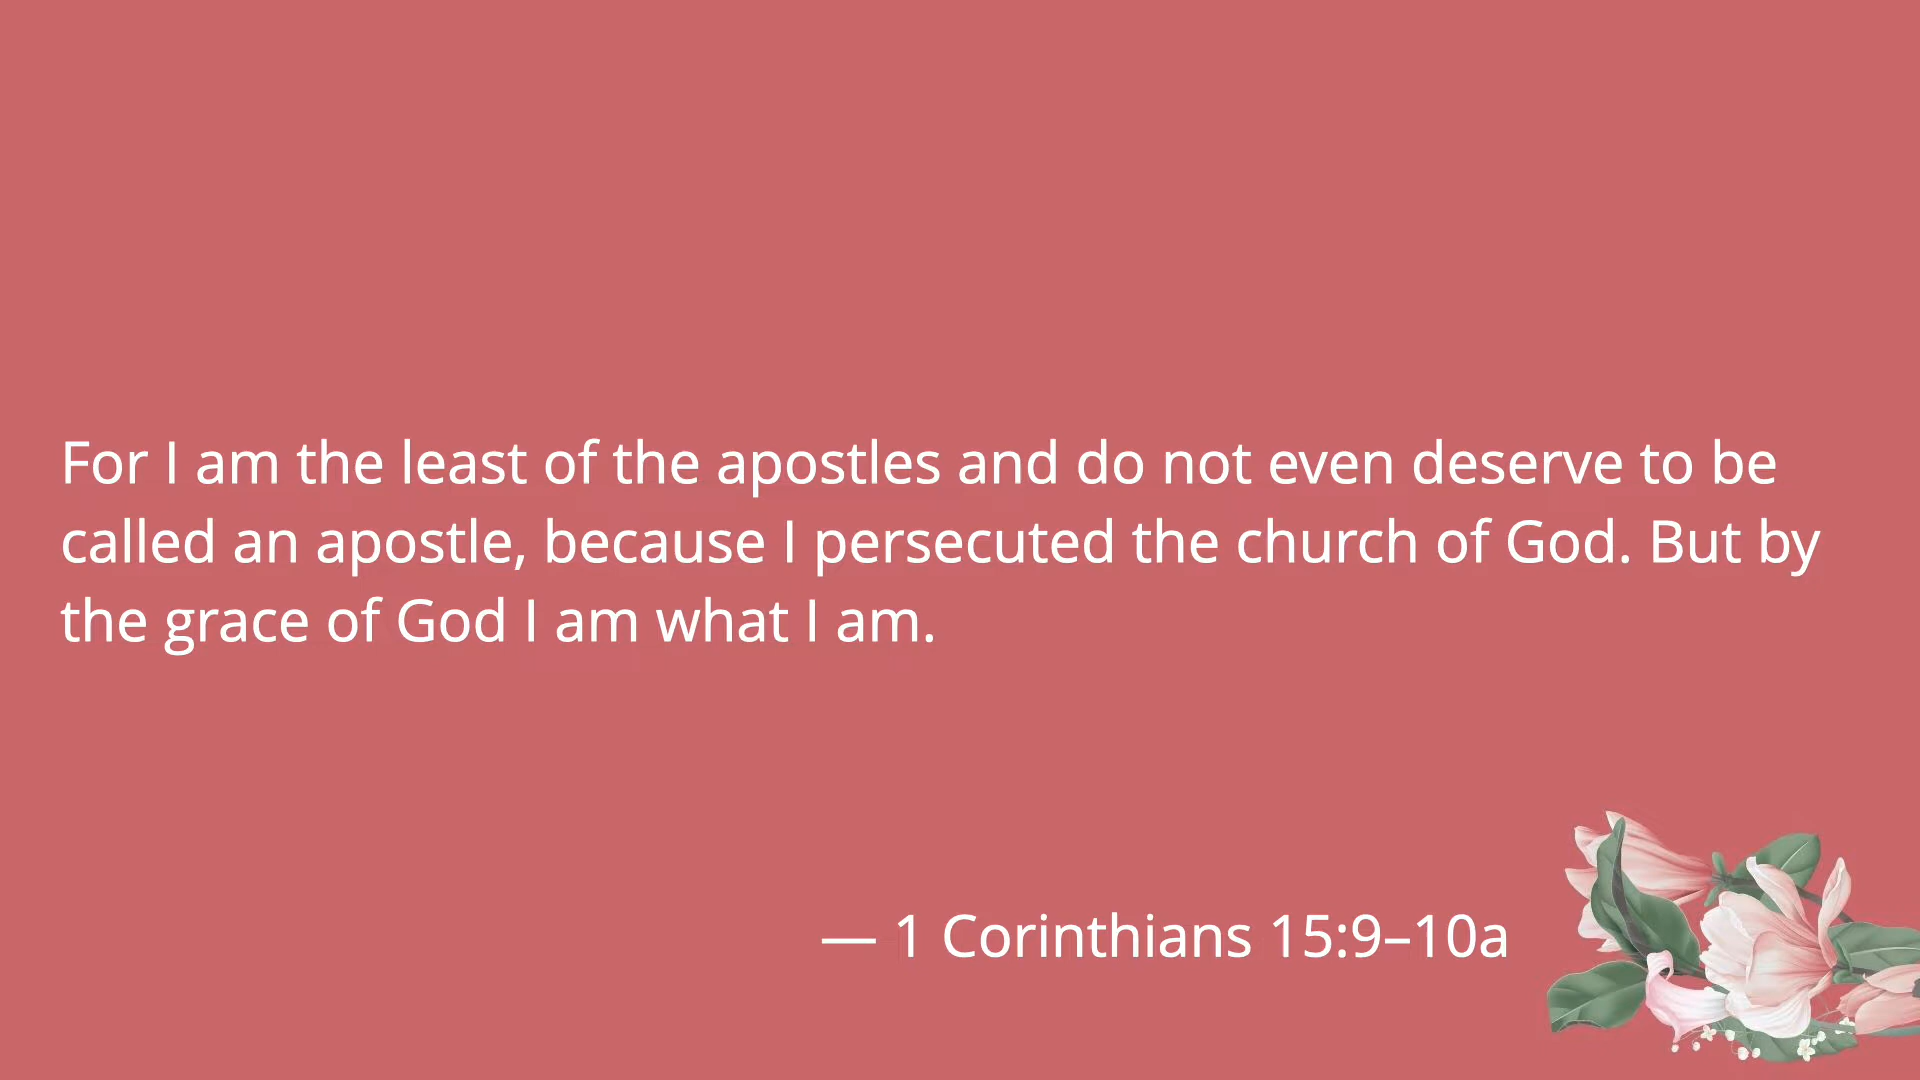 For I am the least of the apostles and do not even deserve to be
called an apostle, because I persecuted the church of God. But by
the grace of God I am what I am.
— 1 Corinthians 15:9–10a